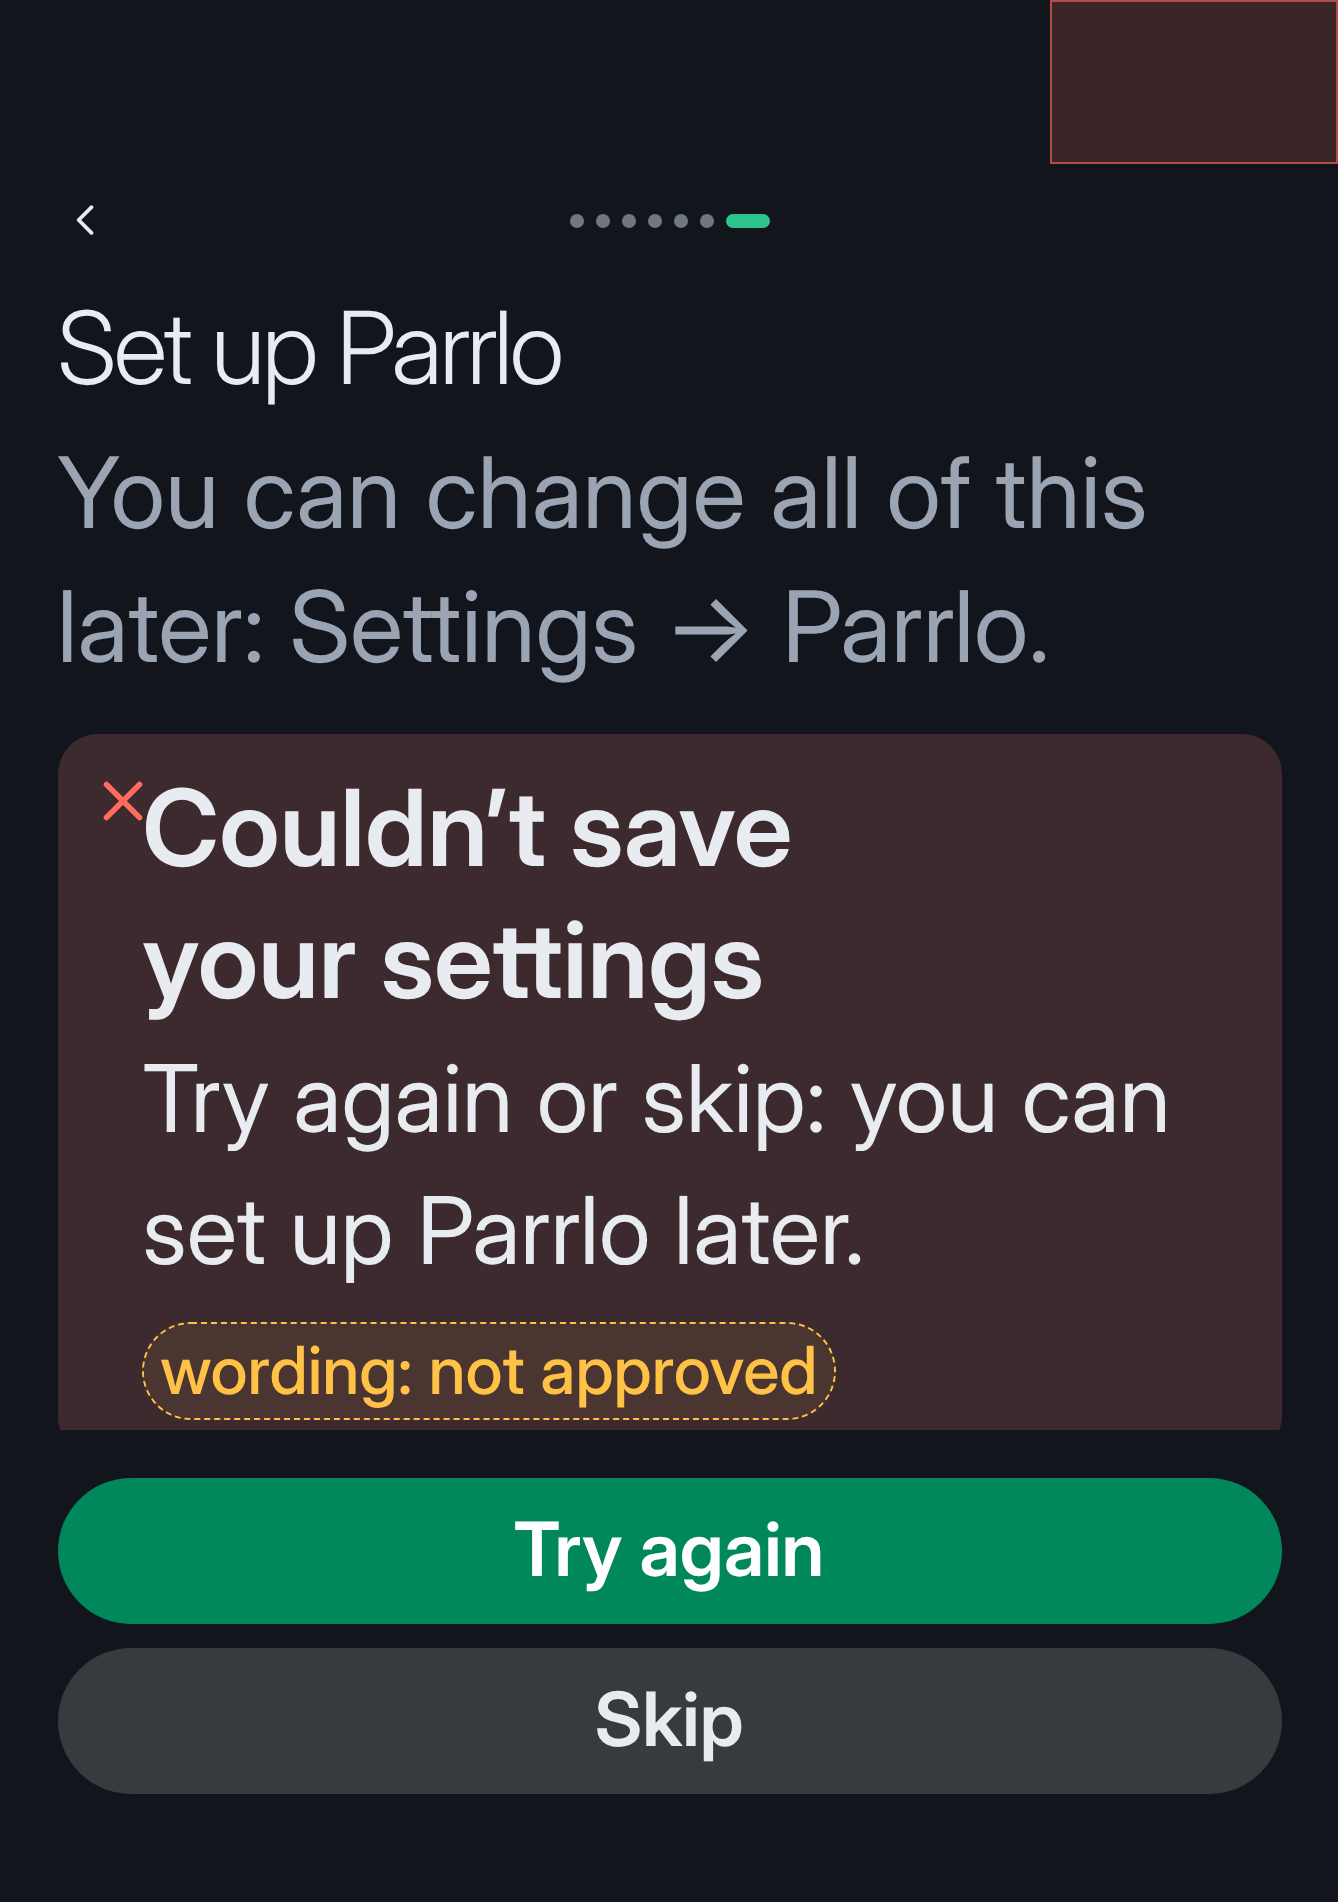 Set up Parrlo
You can change all of this
later: Settings → Parrlo.
Couldn't save
your settings
Try again or skip: you can
set up Parrlo later.
wording: not approved
Try again
Skip